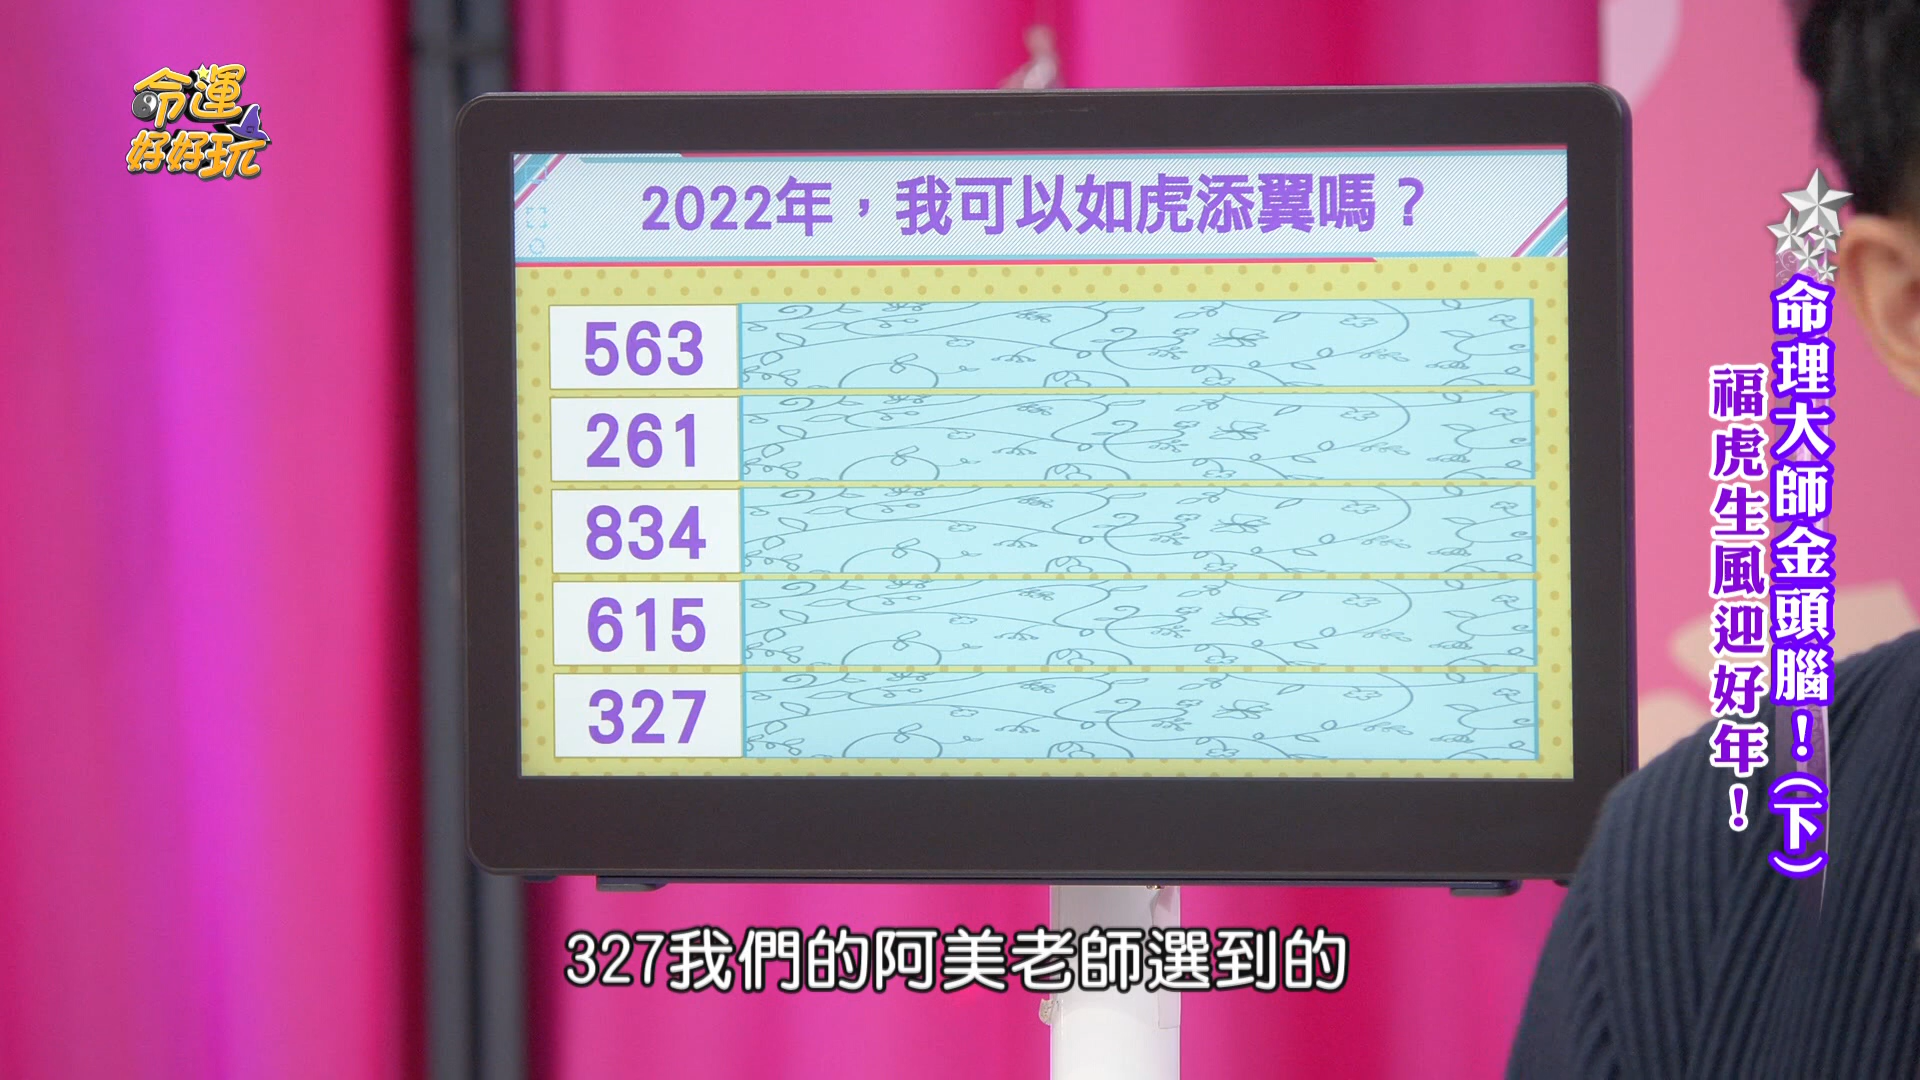 命運
好好玩
2022年，我可以如虎添翼嗎？
563
261
834
615
327
命理大師金頭腦！（下）
福虎生風迎好年！
327我們的阿美老師選到的